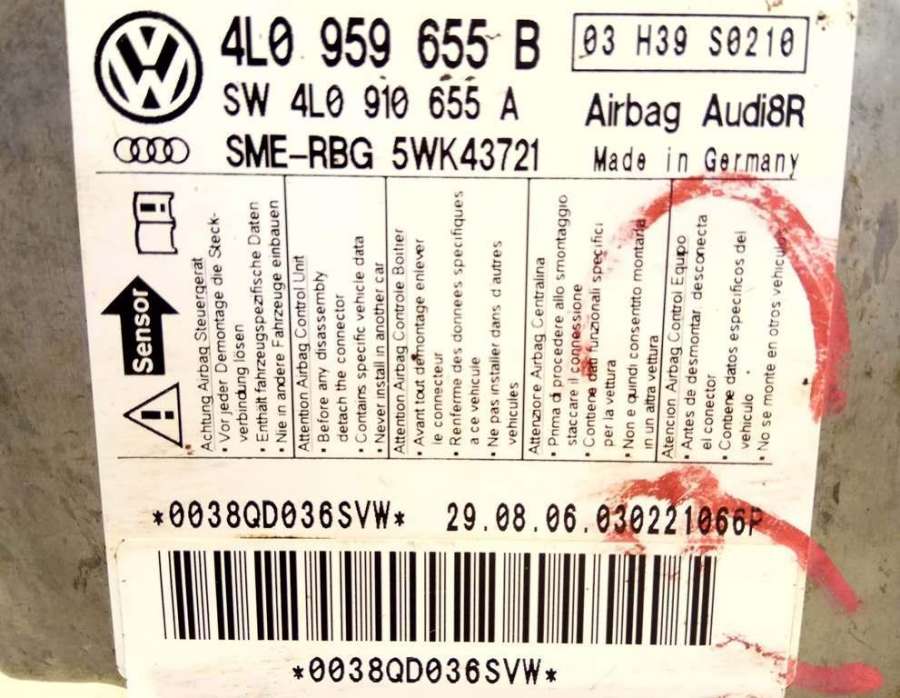 4L0 959 655 B
03 H39 S0210
SW 4L0 910 655 A
Airbag Audi8R
SME-RBG 5WK43721
Made in Germany
Sensor
Achtung Airbag Steuergerät
• Vor jeder Demontage die Steck-
verbindung lösen
• Enthält fahrzeugspezifische Daten
• Nie in andere Fahrzeuge einbauen
Attention Airbag Control Unit
• Before any disassembly
detach the connector
• Contains specific vehicle data
• Never install in another car
Attention Airbag Controle Boitier
• Avant tout démontage enlever
le connecteur
• Renferme des données specifiques
a ce vehicule
• Ne pas installer dans d'autres
vehicules
Attenziore Airbag Centralina
• Prima di procedere allo smontaggio
staccare il connessione
• Contiene dati funzionali specifici
per la vettura
• Non e quindi consentito montarla
in un altra vettura
Atencion Airbag Control Equipo
• Antes de desmontar desconecta
el conector
• Contiene datos especificos del
vehiculo
• No se monte en otros vehiculos
*0038QD036SVW*
29.08.06.030221066P
*0038QD036SVW*